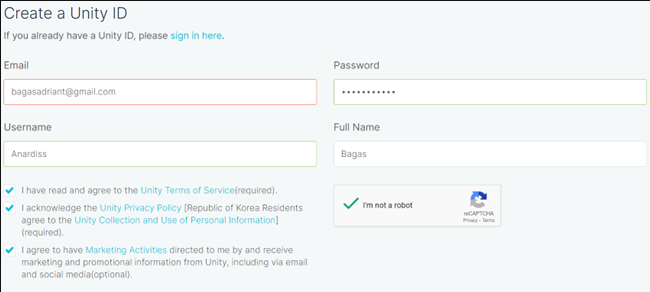 Create a Unity ID
If you already have a Unity ID, please sign in here.
Email
Password
bagasadriant@gmail.com
•••••••••••
Username
Full Name
Anardiss
Bagas
I have read and agree to the Unity Terms of Service(required).
I acknowledge the Unity Privacy Policy [Republic of Korea Residents
agree to the Unity Collection and Use of Personal Information]
(required).
I agree to have Marketing Activities directed to me by and receive
marketing and promotional information from Unity, including via email
and social media(optional).
I'm not a robot
reCAPTCHA
Privacy - Terms